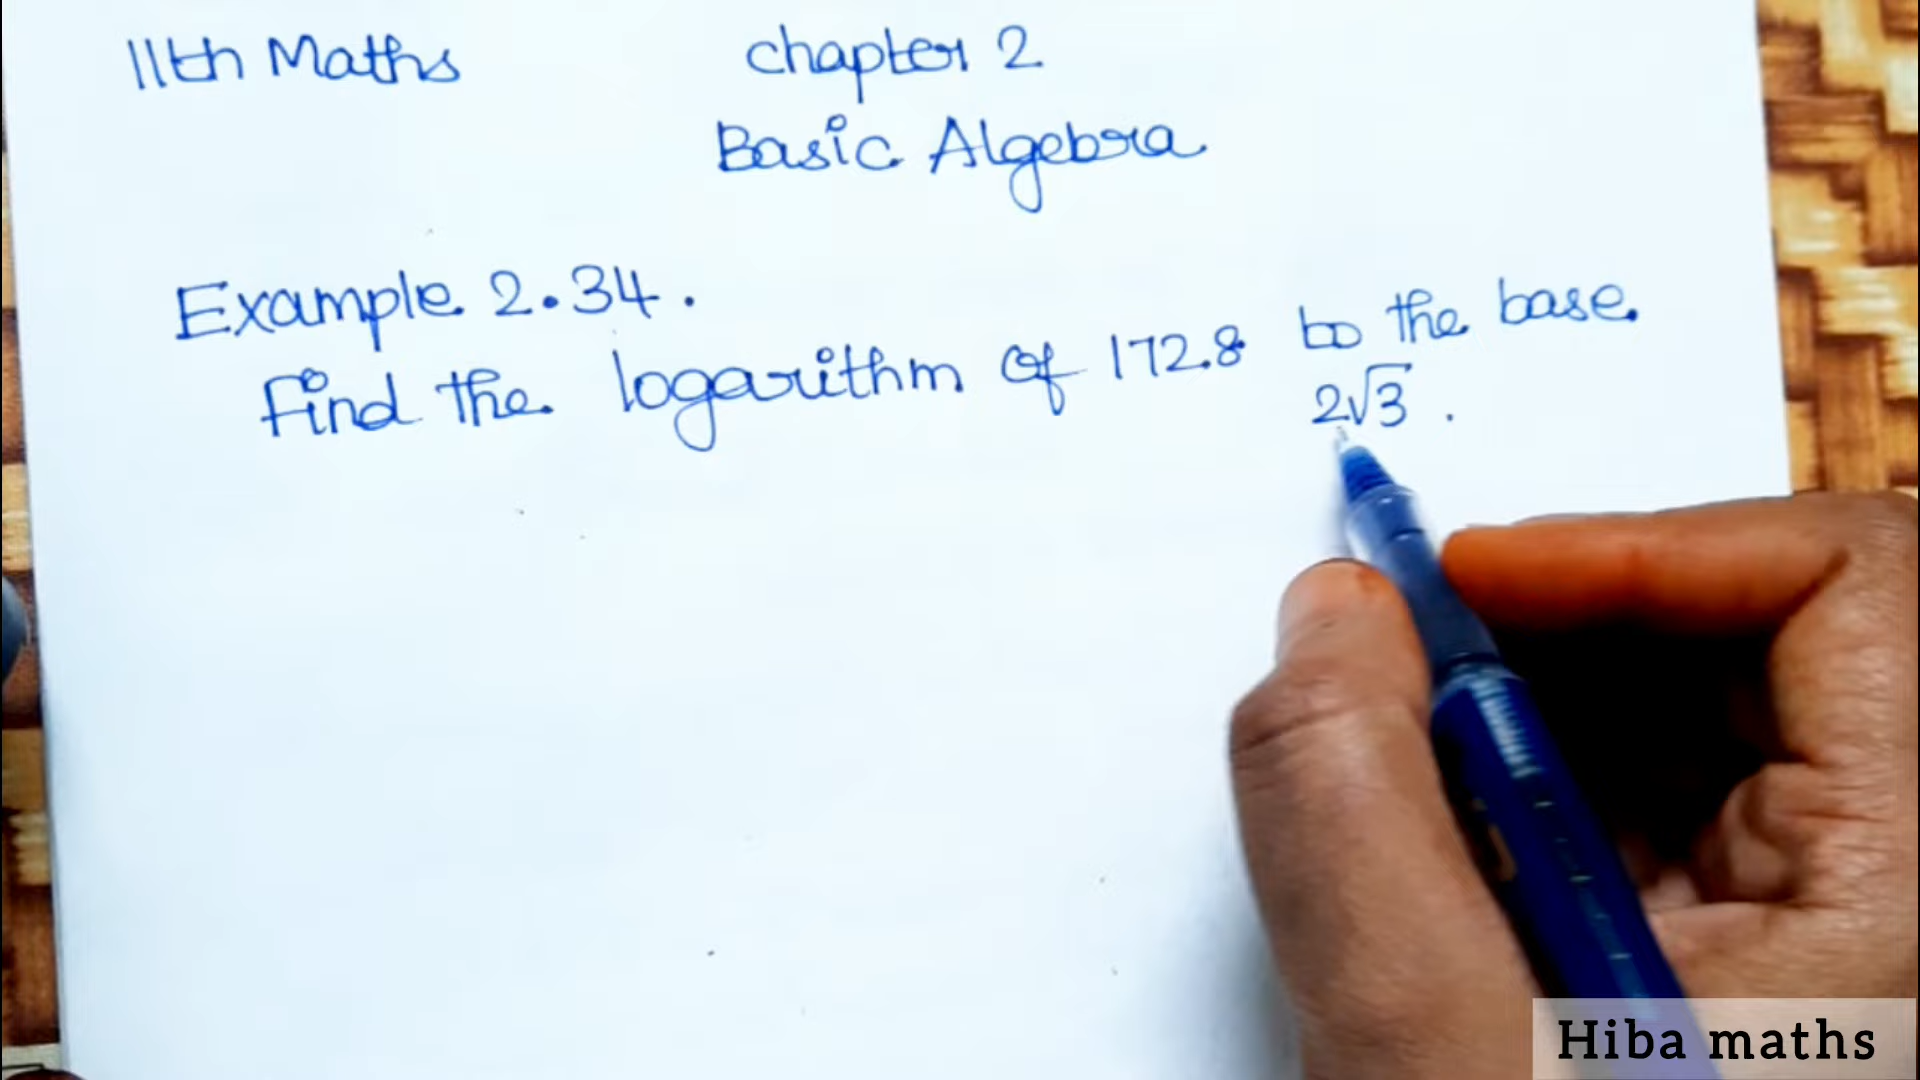 11th Maths chapter 2
Basic Algebra
Example 2.34.
Find the logarithm of 172.8 to the base
2√3.
Hiba maths